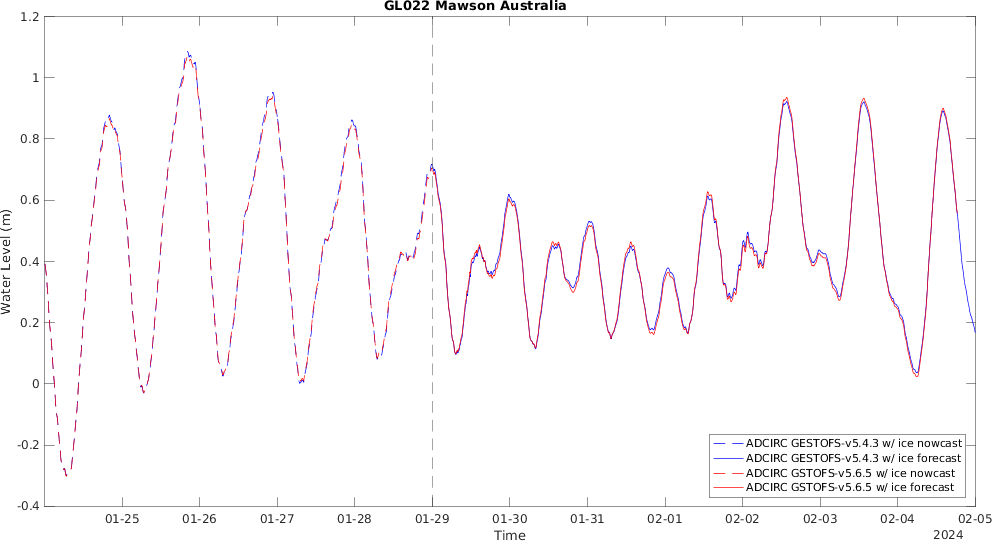 GL022 Mawson Australia
1.2
1
0.8
0.6
0.4
0.2
0
-0.2
-0.4
Water Level (m)
ADCIRC GESTOFS-v5.4.3 w/ ice nowcast
ADCIRC GESTOFS-v5.4.3 w/ ice forecast
ADCIRC GSTOFS-v5.6.5 w/ ice nowcast
ADCIRC GSTOFS-v5.6.5 w/ ice forecast
01-25 01-26 01-27 01-28 01-29 01-30 01-31 02-01 02-02 02-03 02-04 02-05
Time
2024